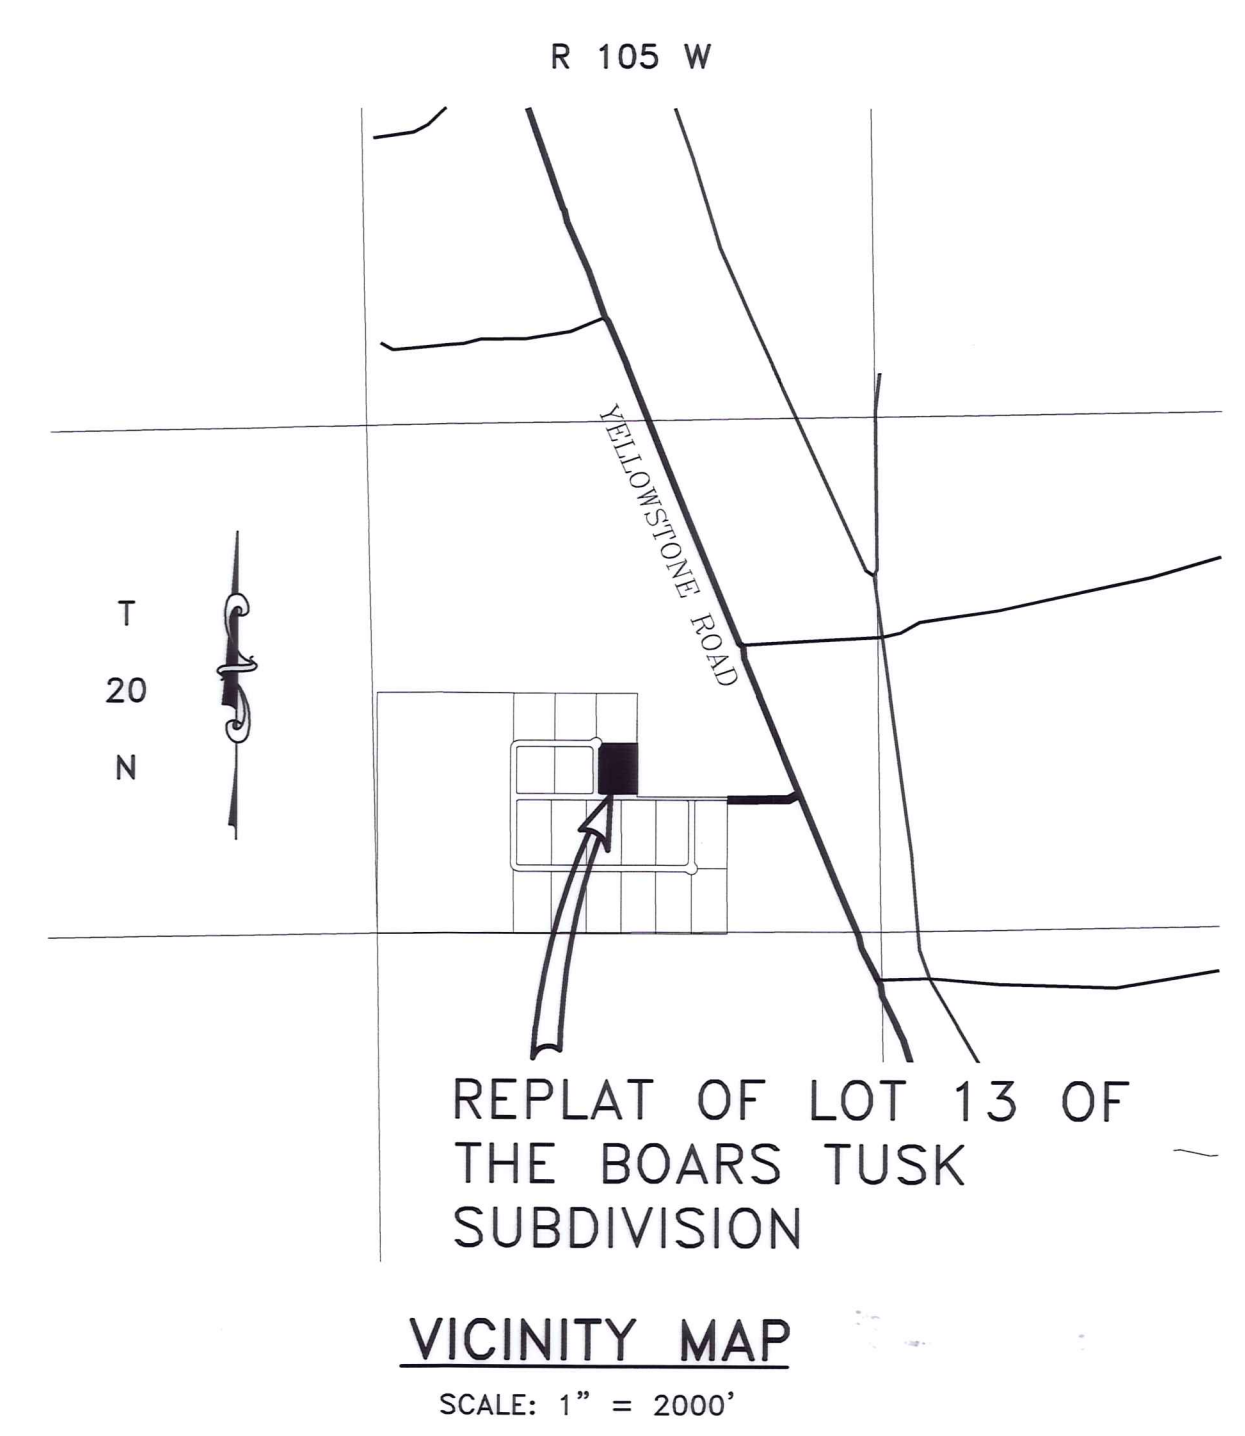 R 105 W
YELLOWSTONE ROAD
T
20
N
REPLAT OF LOT 13 OF
THE BOARS TUSK
SUBDIVISION
VICINITY MAP
SCALE: 1" = 2000'